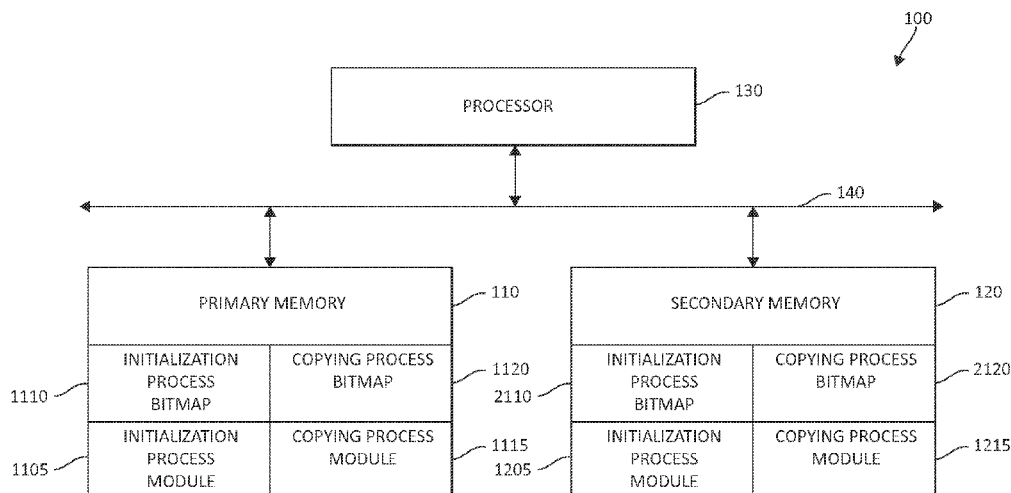 100
PROCESSOR
130
140
PRIMARY MEMORY
110
SECONDARY MEMORY
120
INITIALIZATION
PROCESS
BITMAP
COPYING PROCESS
BITMAP
1110
1120
INITIALIZATION
PROCESS
BITMAP
COPYING PROCESS
BITMAP
2110
2120
INITIALIZATION
PROCESS
MODULE
COPYING PROCESS
MODULE
1105
1115
INITIALIZATION
PROCESS
MODULE
COPYING PROCESS
MODULE
1205
1215